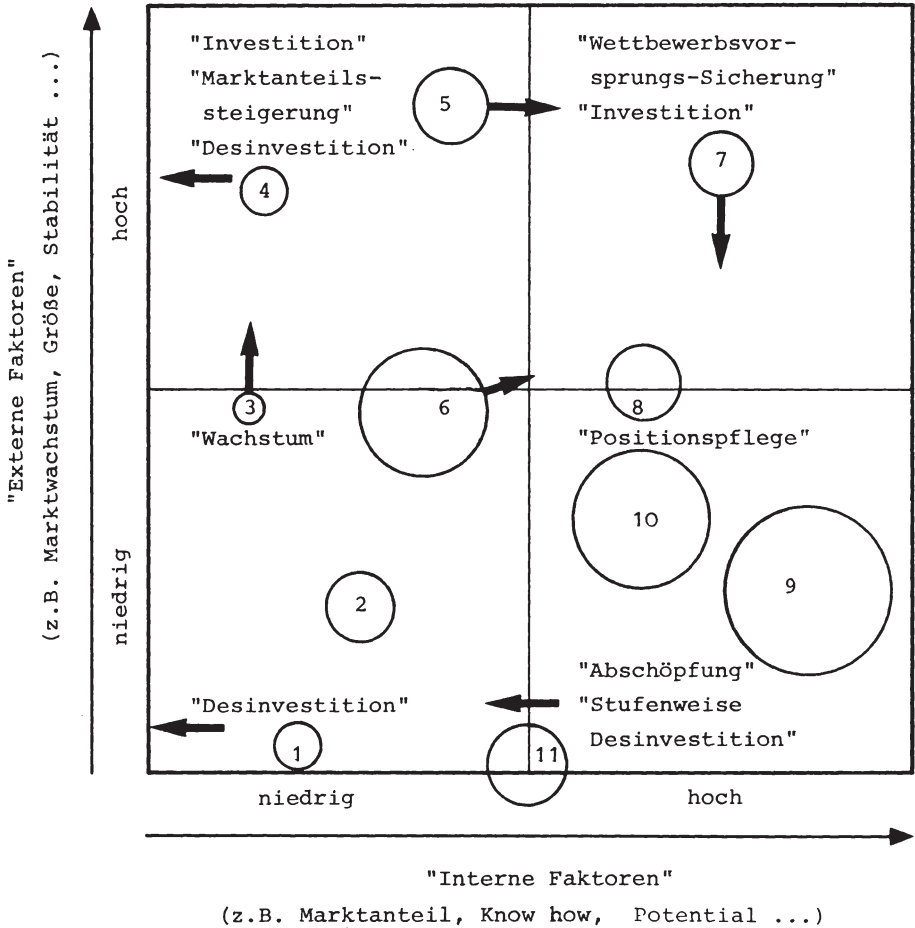 "Investition"
"Marktanteils-
steigerung"
"Desinvestition"
5
4
"Wettbewerbsvor-
sprungs-Sicherung"
"Investition"
7
3
"Wachstum"
6
8
"Positionspflege"
10
9
2
"Desinvestition"
1
"Abschöpfung"
"Stufenweise
Desinvestition"
11
"Externe Faktoren"
(z.B. Marktwachstum, Größe, Stabilität ...)
hoch
niedrig
niedrig
hoch
"Interne Faktoren"
(z.B. Marktanteil, Know how, Potential ...)